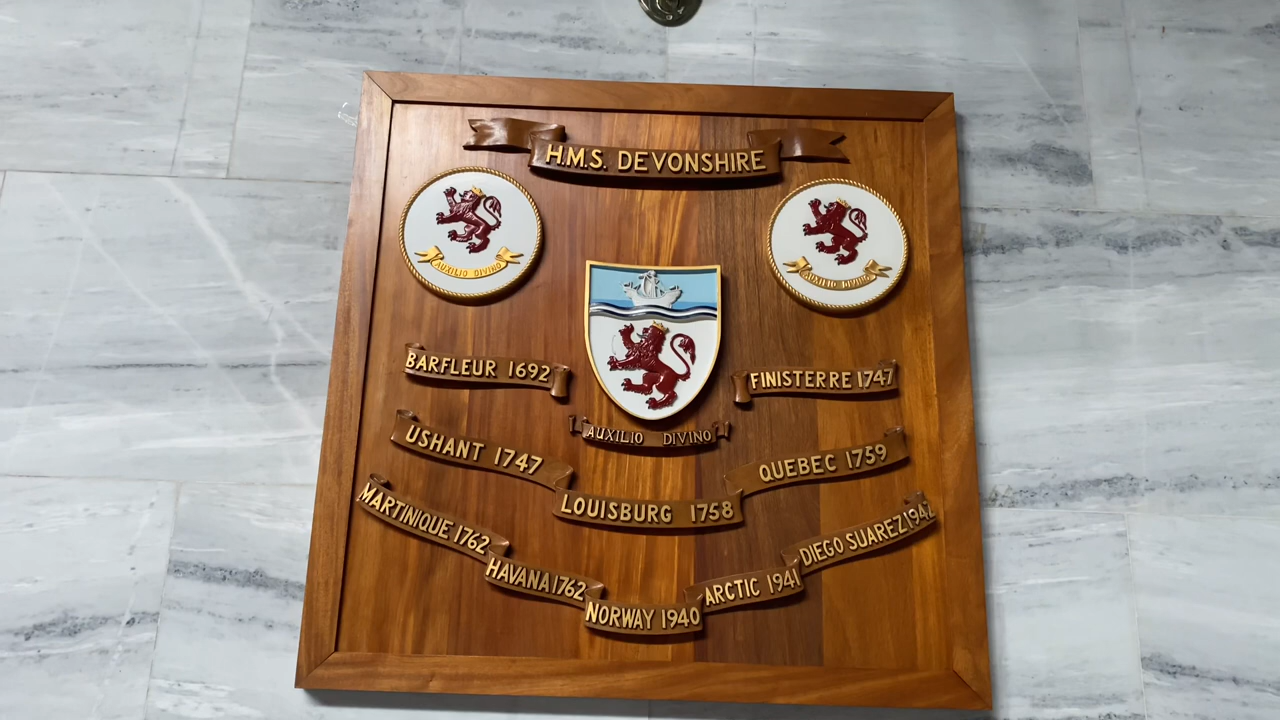 H.M.S. DEVONSHIRE
AUXILIO DIVINO
AUXILIO DIVINO
BARFLEUR 1692
FINISTERRE 1747
AUXILIO DIVINO
USHANT 1747
LOUISBURG 1758
QUEBEC 1759
MARTINIQUE 1762
HAVANA 1762
NORWAY 1940
ARCTIC 1941
DIEGO SUAREZ 1942